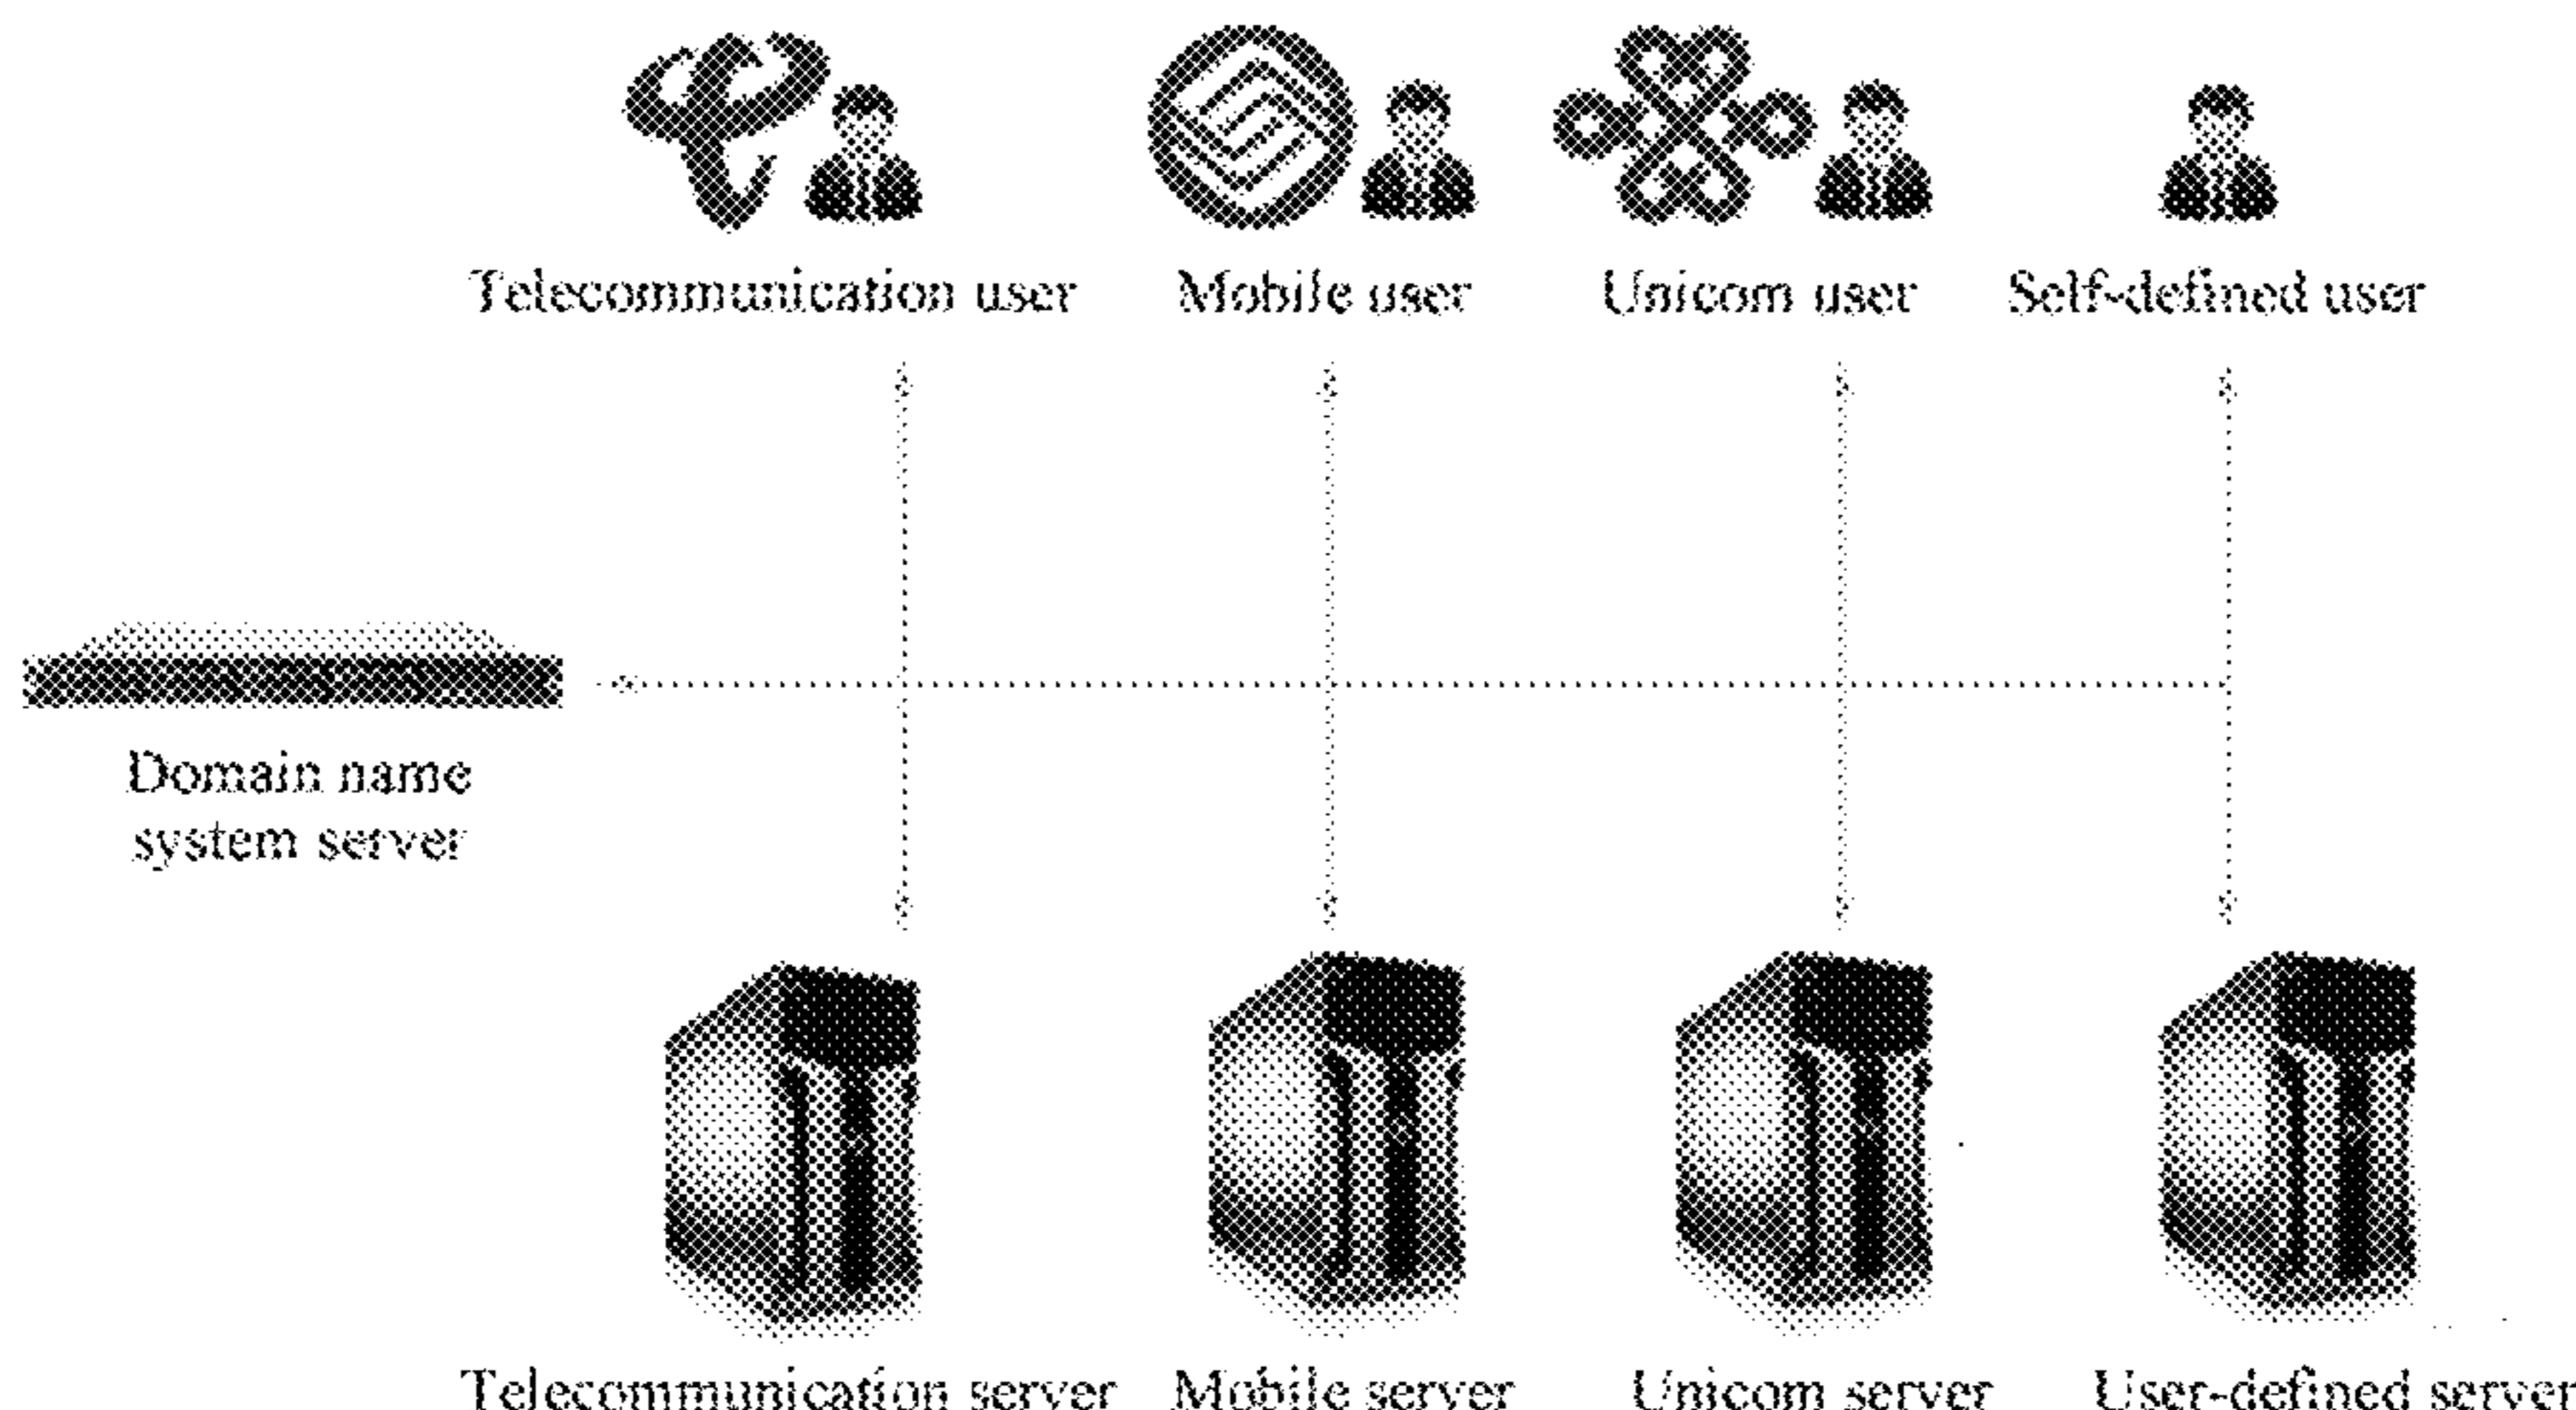 Telecommunication user
Mobile user
Unicom user
Self-defined user
Domain name
system server
Telecommunication server
Mobile server
Unicom server
User-defined server